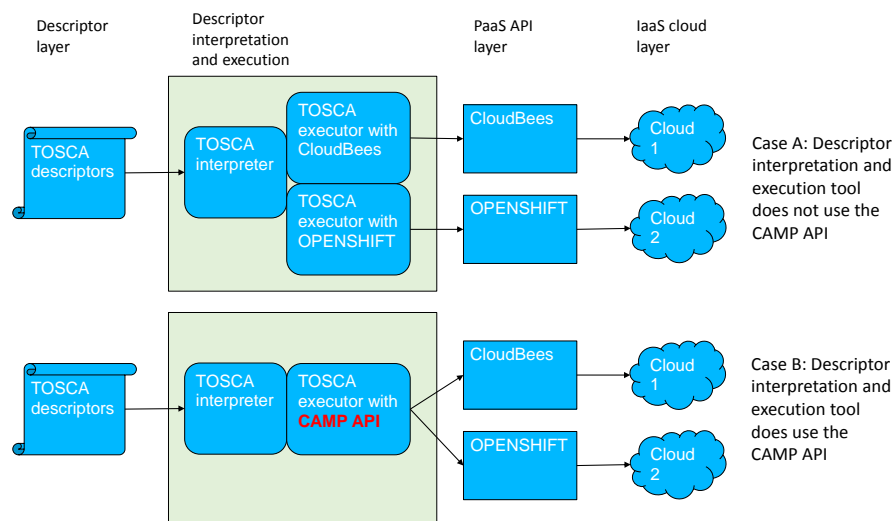 Descriptor
layer
Descriptor
interpretation
and execution
PaaS API
layer
IaaS cloud
layer
TOSCA
descriptors
TOSCA
interpreter
TOSCA
executor with
CloudBees
TOSCA
executor with
OPENSHIFT
CloudBees
OPENSHIFT
Cloud
1
Cloud
2
Case A: Descriptor
interpretation and
execution tool
does not use the
CAMP API
TOSCA
descriptors
TOSCA
interpreter
TOSCA
executor with
CAMP API
CloudBees
OPENSHIFT
Cloud
1
Cloud
2
Case B: Descriptor
interpretation and
execution tool
does use the
CAMP API